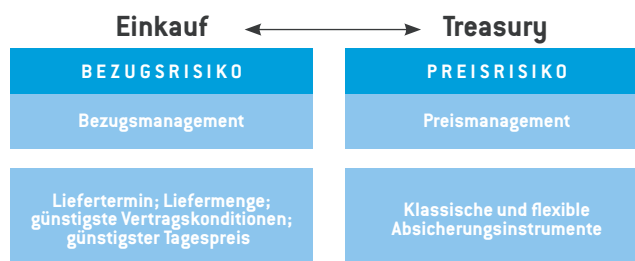 Einkauf
Treasury
BEZUGSRISIKO
PREISRISIKO
Bezugsmanagement
Preismanagement
Liefertermin; Liefermenge;
günstigste Vertragskonditionen;
günstigster Tagespreis
Klassische und flexible
Absicherungsinstrumente